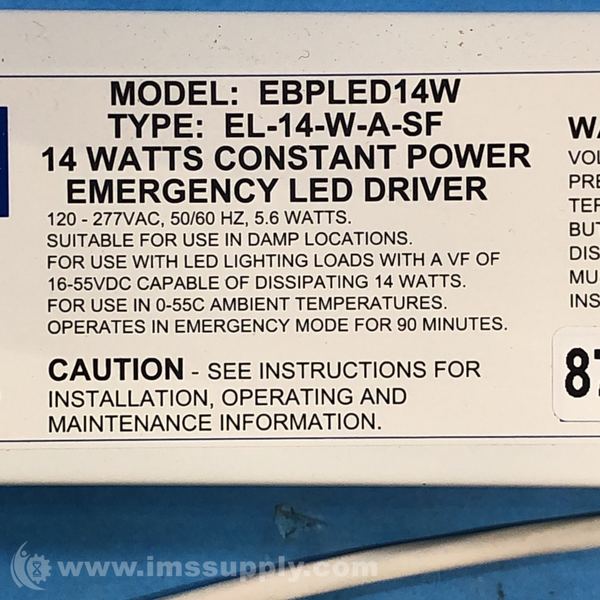 MODEL: EBPLED14W
TYPE: EL-14-W-A-SF
14 WATTS CONSTANT POWER
EMERGENCY LED DRIVER
120 - 277VAC, 50/60 HZ, 5.6 WATTS.
SUITABLE FOR USE IN DAMP LOCATIONS.
FOR USE WITH LED LIGHTING LOADS WITH A VF OF
16-55VDC CAPABLE OF DISSIPATING 14 WATTS.
FOR USE IN 0-55C AMBIENT TEMPERATURES.
OPERATES IN EMERGENCY MODE FOR 90 MINUTES.
CAUTION - SEE INSTRUCTIONS FOR
INSTALLATION, OPERATING AND
MAINTENANCE INFORMATION.
WA
VOL
PRE
TER
BUT
DIS
MU
INS
87
www.imssupply.com